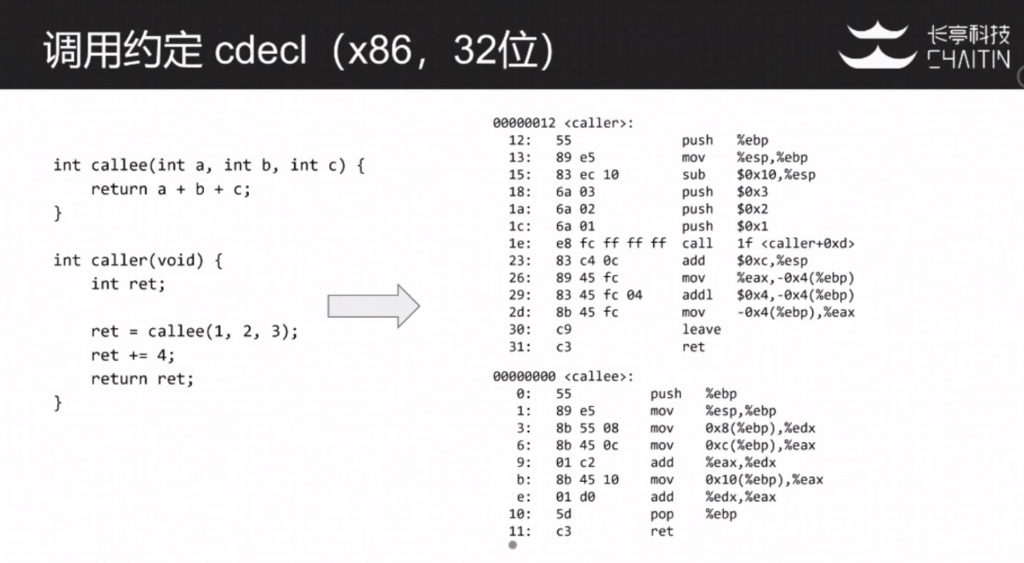 调用约定 cdecl（x86，32位）
长亭科技
CHAITIN
int callee(int a, int b, int c) {
    return a + b + c;
}
int caller(void) {
    int ret;
    ret = callee(1, 2, 3);
    ret += 4;
    return ret;
}
00000012 <caller>:
12: 55 push %ebp
13: 89 e5 mov %esp,%ebp
15: 83 ec 10 sub $0x10,%esp
18: 6a 03 push $0x3
1a: 6a 02 push $0x2
1c: 6a 01 push $0x1
1e: e8 fc ff ff ff call 1f <caller+0xd>
23: 83 c4 0c add $0xc,%esp
26: 89 45 fc mov %eax,-0x4(%ebp)
29: 83 45 fc 04 addl $0x4,-0x4(%ebp)
2d: 8b 45 fc mov -0x4(%ebp),%eax
30: c9 leave
31: c3 ret
00000000 <callee>:
0: 55 push %ebp
1: 89 e5 mov %esp,%ebp
3: 8b 55 08 mov 0x8(%ebp),%edx
6: 8b 45 0c mov 0xc(%ebp),%eax
9: 01 c2 add %eax,%edx
b: 8b 45 10 mov 0x10(%ebp),%eax
e: 01 d0 add %edx,%eax
10: 5d pop %ebp
11: c3 ret